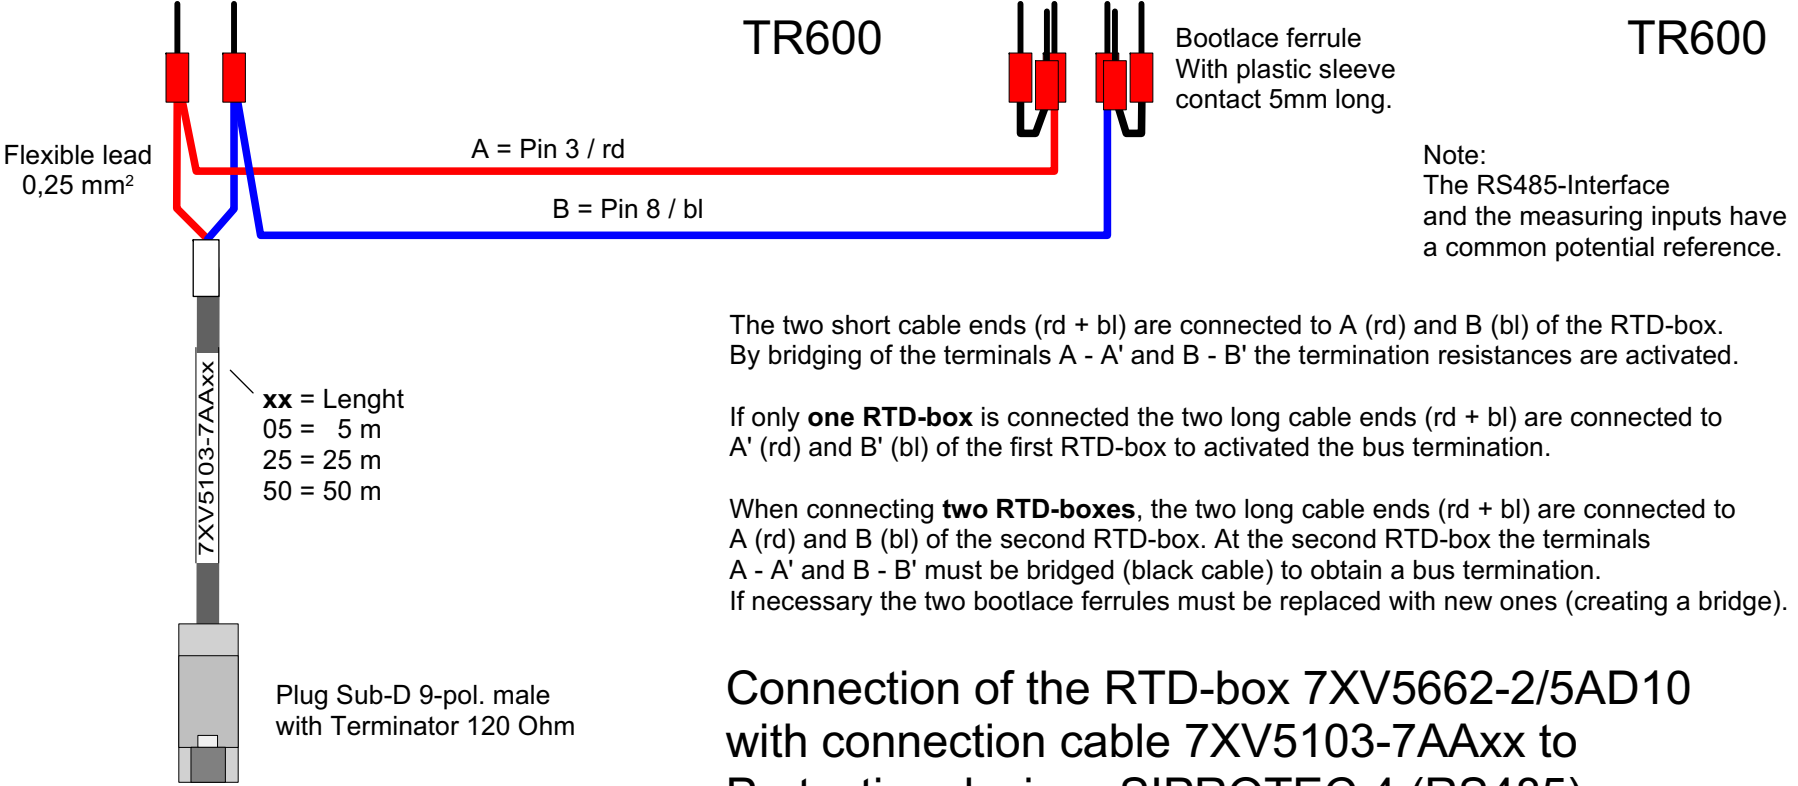 TR600
Bootlace ferrule
With plastic sleeve
contact 5mm long.
TR600
Flexible lead
0,25 mm²
A = Pin 3 / rd
B = Pin 8 / bl
Note:
The RS485-Interface
and the measuring inputs have
a common potential reference.
The two short cable ends (rd + bl) are connected to A (rd) and B (bl) of the RTD-box.
By bridging of the terminals A - A' and B - B' the termination resistances are activated.
If only one RTD-box is connected the two long cable ends (rd + bl) are connected to
A' (rd) and B' (bl) of the first RTD-box to activated the bus termination.
When connecting two RTD-boxes, the two long cable ends (rd + bl) are connected to
A (rd) and B (bl) of the second RTD-box. At the second RTD-box the terminals
A - A' and B - B' must be bridged (black cable) to obtain a bus termination.
If necessary the two bootlace ferrules must be replaced with new ones (creating a bridge).
7XV5103-7AAxx
xx = Lenght
05 = 5 m
25 = 25 m
50 = 50 m
Plug Sub-D 9-pol. male
with Terminator 120 Ohm
Connection of the RTD-box 7XV5662-2/5AD10
with connection cable 7XV5103-7AAxx to
SIPROTEC 4 (RS485)